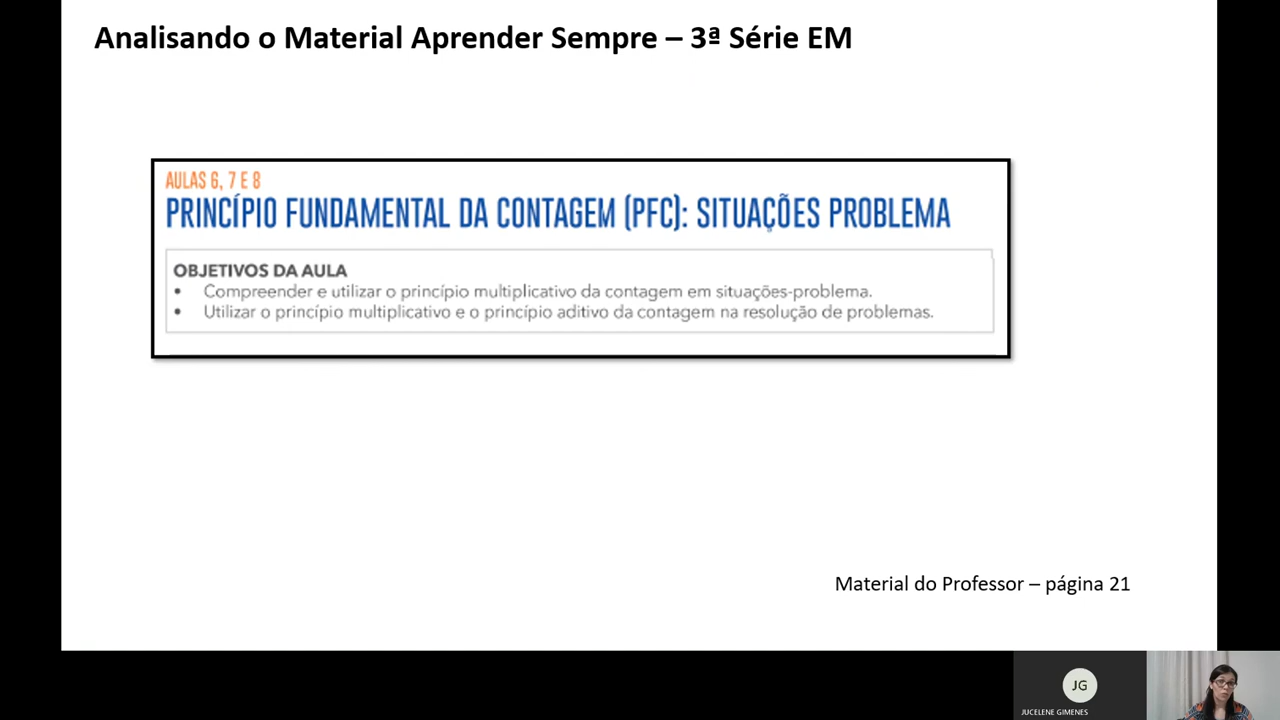 Analisando o Material Aprender Sempre – 3ª Série EM
AULAS 6, 7 E 8
PRINCÍPIO FUNDAMENTAL DA CONTAGEM (PFC): SITUAÇÕES PROBLEMA
OBJETIVOS DA AULA
• Compreender e utilizar o princípio multiplicativo da contagem em situações-problema.
• Utilizar o princípio multiplicativo e o princípio aditivo da contagem na resolução de problemas.
Material do Professor – página 21
JG
JUCELENE GIMENES